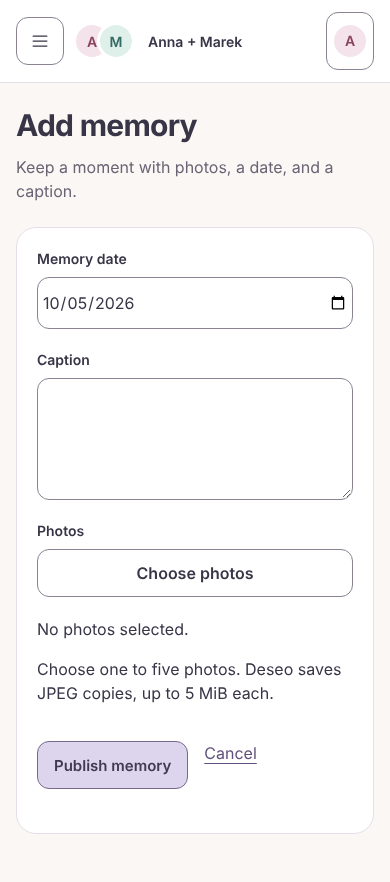 A M Anna + Marek A
Add memory
Keep a moment with photos, a date, and a
caption.
Memory date
10/05/2026
Caption
Photos
Choose photos
No photos selected.
Choose one to five photos. Deseo saves
JPEG copies, up to 5 MiB each.
Publish memory Cancel